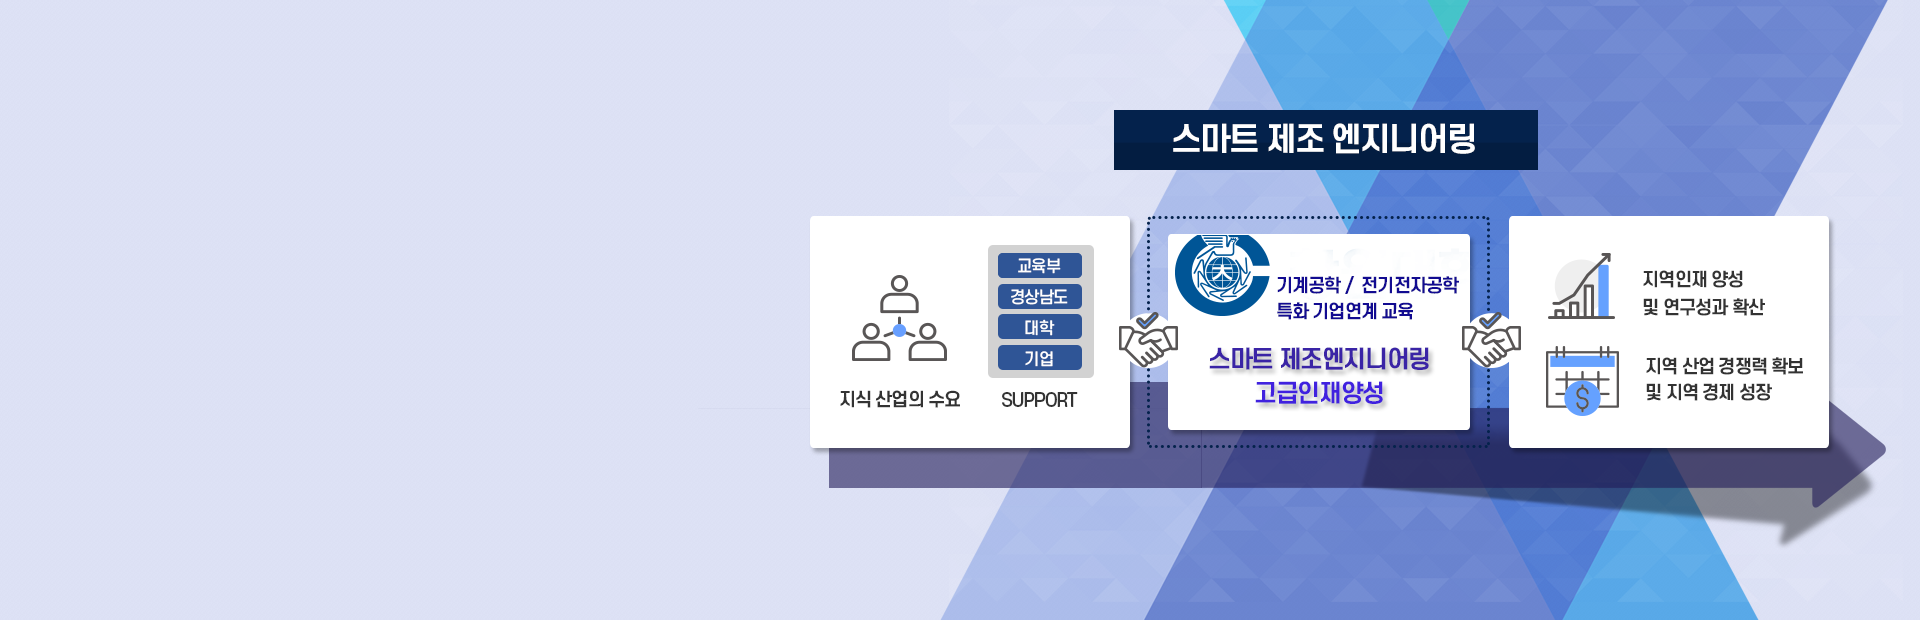 스마트 제조 엔지니어링
교육부
경상남도
대학
기업
지식 산업의 수요
SUPPORT
大
기계공학 / 전기전자공학
특화 기업연계 교육
스마트 제조엔지니어링
고급인재양성
지역인재 양성
및 연구성과 확산
$
지역 산업 경쟁력 확보
및 지역 경제 성장